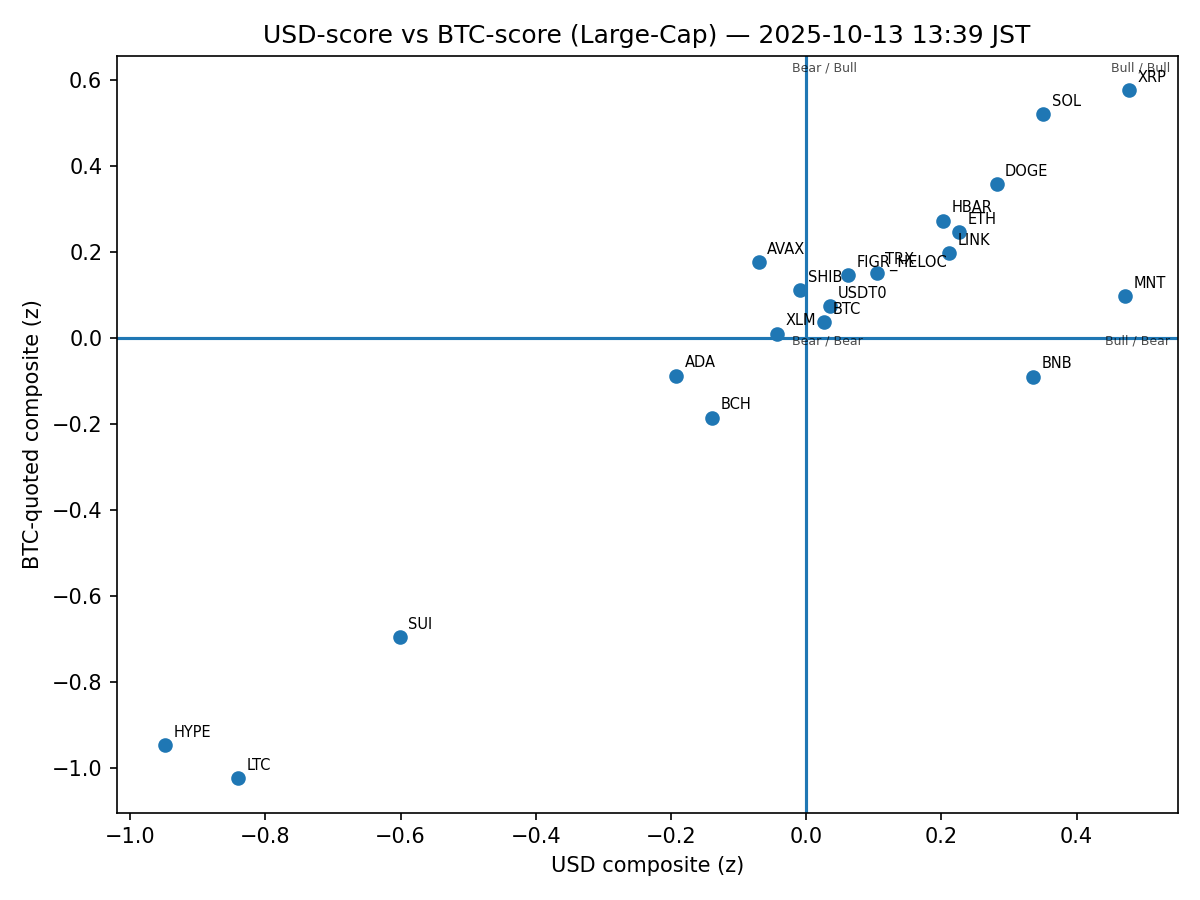 USD-score vs BTC-score (Large-Cap) — 2025-10-13 13:39 JST
Bear / Bull
Bull / Bull
XRP
SOL
DOGE
HBAR
ETH
LINK
AVAX
TRX
FIGR_HELOC
SHIB
USDT0
MNT
BTC
XLM
Bear / Bear
Bull / Bear
ADA
BNB
BCH
SUI
HYPE
LTC
0.6
0.4
0.2
0.0
−0.2
−0.4
−0.6
−0.8
−1.0
BTC-quoted composite (z)
−1.0
−0.8
−0.6
−0.4
−0.2
0.0
0.2
0.4
USD composite (z)